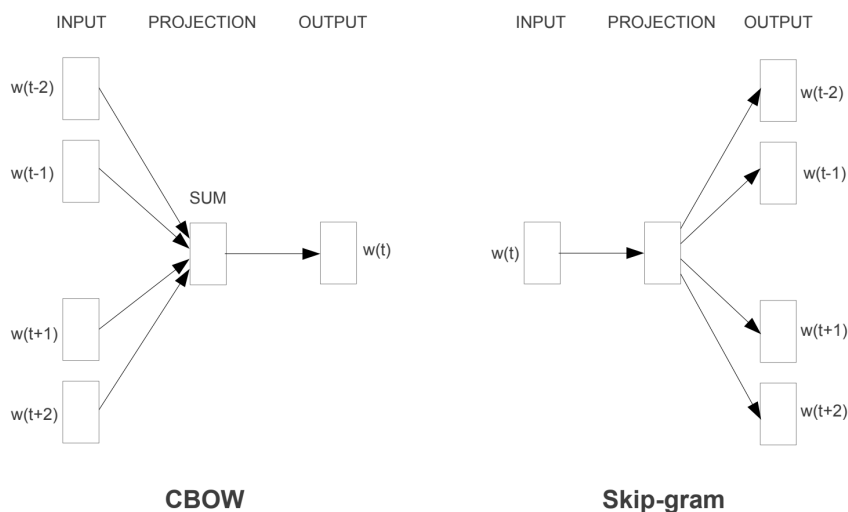 INPUT PROJECTION OUTPUT
w(t-2)
w(t-1)
SUM
w(t)
w(t+1)
w(t+2)
CBOW
INPUT PROJECTION OUTPUT
w(t)
w(t-2)
w(t-1)
w(t+1)
w(t+2)
Skip-gram